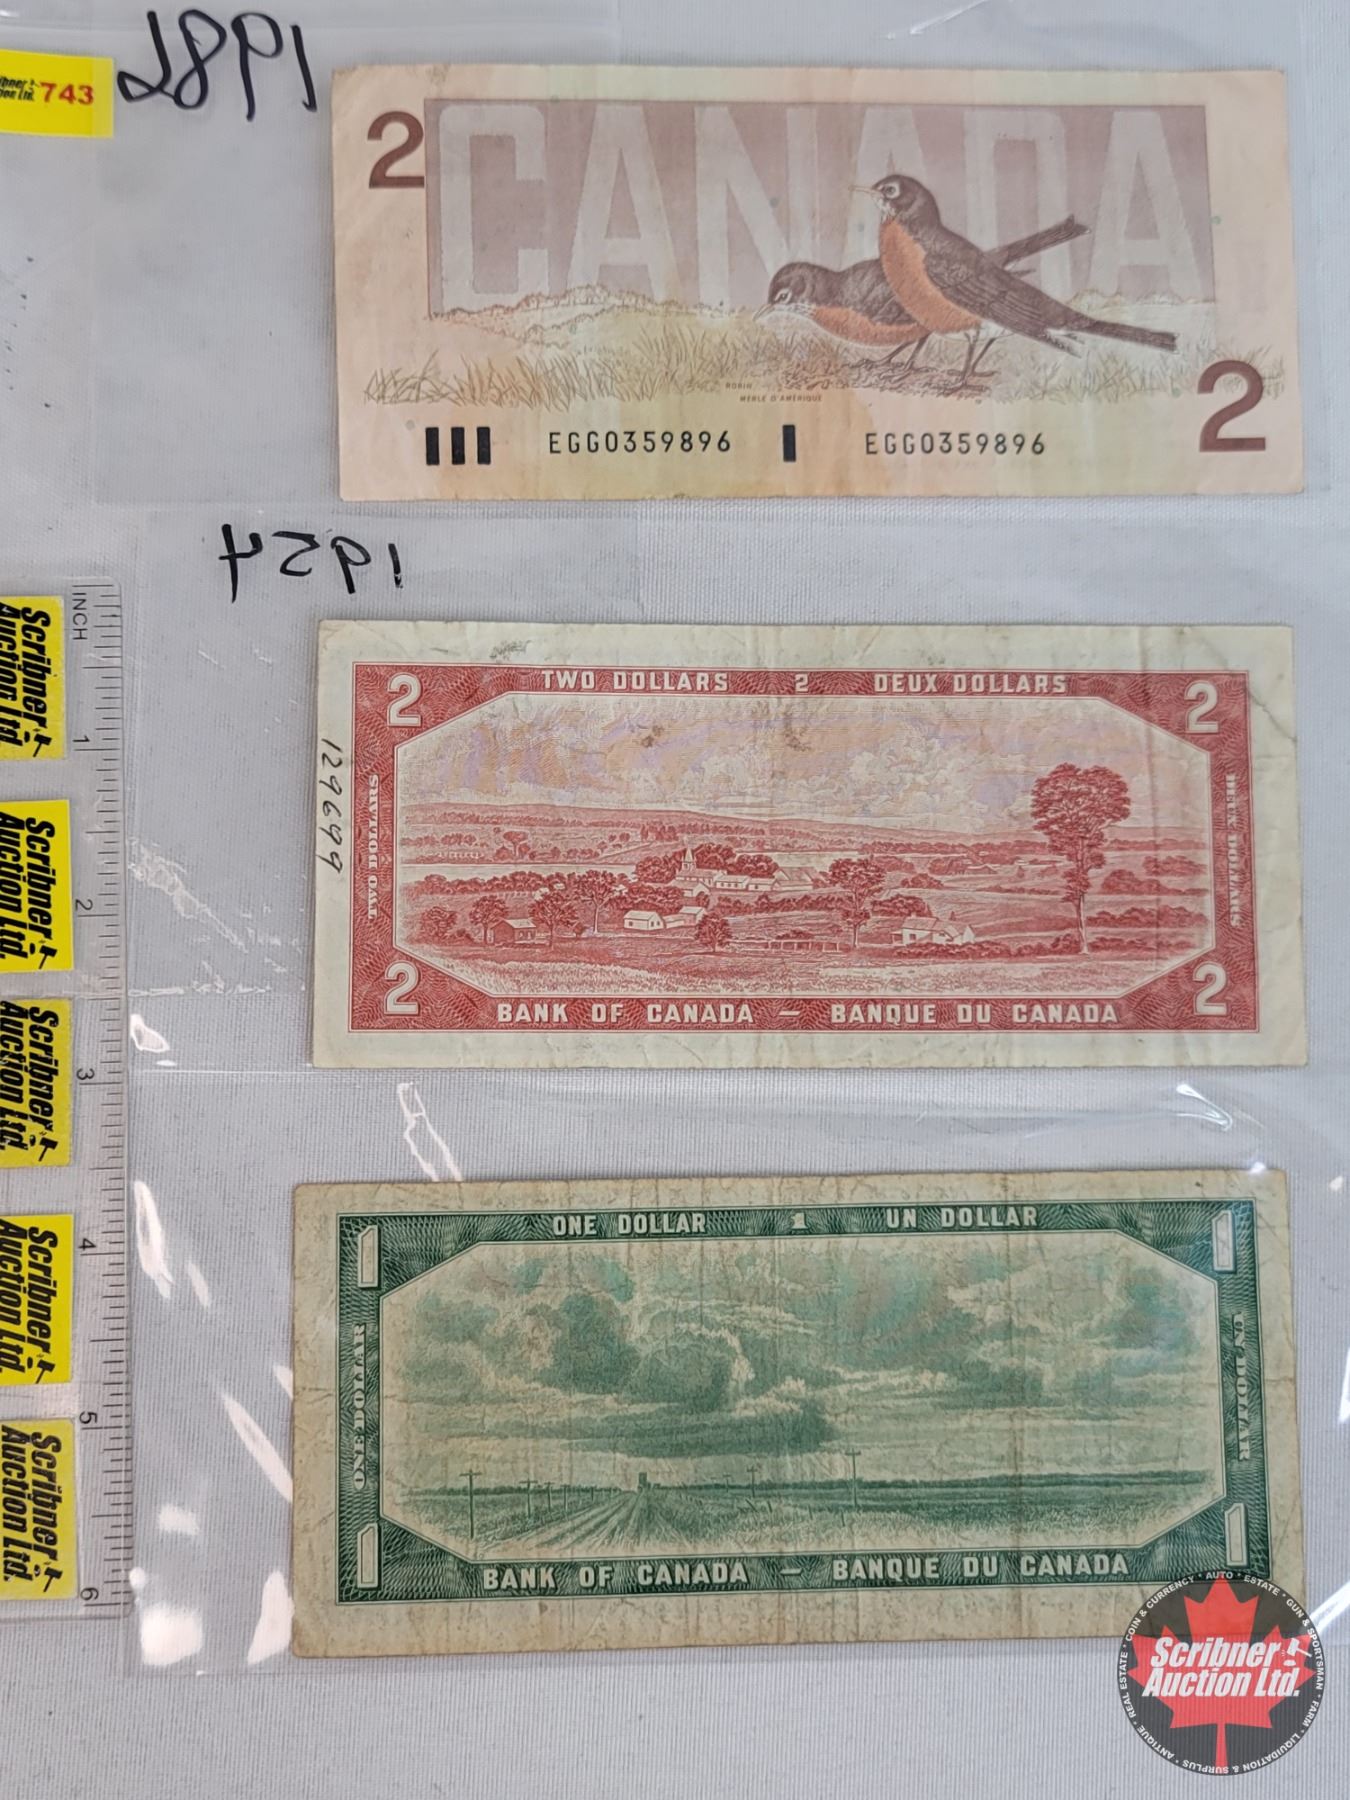 1986
743
2
CANADA
ROBIN
MERLE D'AMÉRIQUE
EGG0359896 EGG0359896
2
1954
TWO DOLLARS 2 DEUX DOLLARS
2 2
TWO DOLLARS
DEUX DOLLARS
1296499
2 2
BANK OF CANADA — BANQUE DU CANADA
ONE DOLLAR 1 UN DOLLAR
1 1
ONE DOLLAR
UN DOLLAR
1 1
BANK OF CANADA — BANQUE DU CANADA
INCH
1
2
3
4
5
6
Scribner
Auction Ltd.
Scribner
Auction Ltd.
Scribner
Auction Ltd.
Scribner
Auction Ltd.
Scribner
Auction Ltd.
COIN & CURRENCY • AUTO • ESTATE • GUN & SPORTSMAN • FARM • LIQUIDATION & SURPLUS • ANTIQUE • REAL ESTATE
Scribner
Auction Ltd.